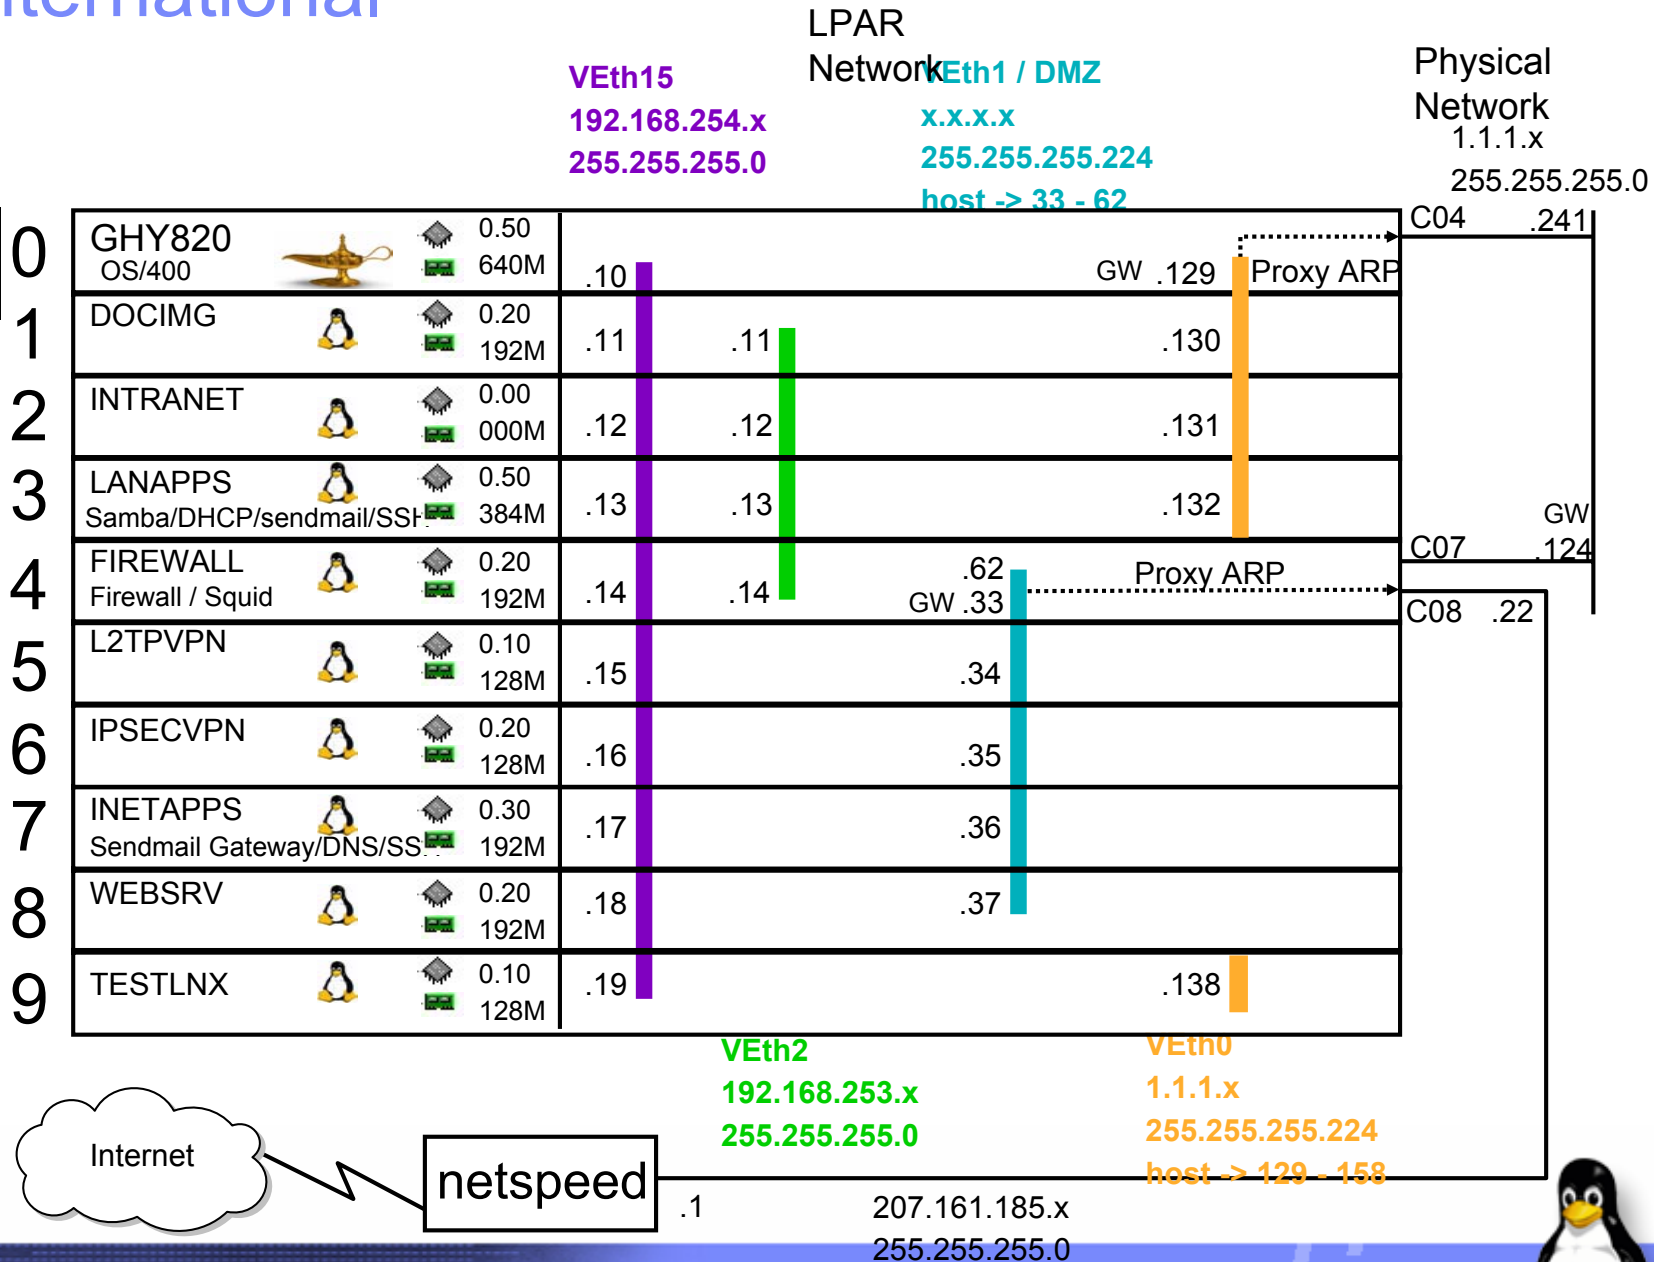 nternational
LPAR
Network
VEth15
192.168.254.x
255.255.255.0
VEth1 / DMZ
x.x.x.x
255.255.255.224
host -> 33 - 62
Physical
Network
1.1.1.x
255.255.255.0
0
GHY820
OS/400
0.50
640M
.10
GW .129
Proxy ARP
C04 .241
1
DOCIMG
0.20
192M
.11
.11
.130
2
INTRANET
0.00
000M
.12
.12
.131
3
LANAPPS
Samba/DHCP/sendmail/SSH
0.50
384M
.13
.13
.132
GW
.124
C07
4
FIREWALL
Firewall / Squid
0.20
192M
.14
.14
.62
GW .33
Proxy ARP
C08 .22
5
L2TPVPN
0.10
128M
.15
.34
6
IPSECVPN
0.20
128M
.16
.35
7
INETAPPS
Sendmail Gateway/DNS/SS
0.30
192M
.17
.36
8
WEBSRV
0.20
192M
.18
.37
9
TESTLNX
0.10
128M
.19
.138
VEth2
192.168.253.x
255.255.255.0
VEth0
1.1.1.x
255.255.255.224
host -> 129 - 158
Internet
netspeed
.1
207.161.185.x
255.255.255.0